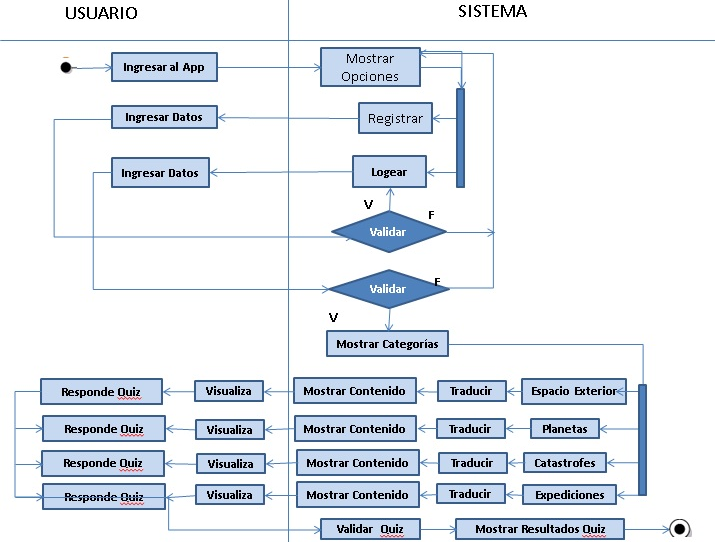 USUARIO
SISTEMA
Ingresar al App
Mostrar
Opciones
Ingresar Datos
Registrar
Ingresar Datos
Logear
V
F
Validar
Validar
F
V
Mostrar Categorías
Responde Quiz
Visualiza
Mostrar Contenido
Traducir
Espacio Exterior
Responde Quiz
Visualiza
Mostrar Contenido
Traducir
Planetas
Responde Quiz
Visualiza
Mostrar Contenido
Traducir
Catastrofes
Responde Quiz
Visualiza
Mostrar Contenido
Traducir
Expediciones
Validar Quiz
Mostrar Resultados Quiz